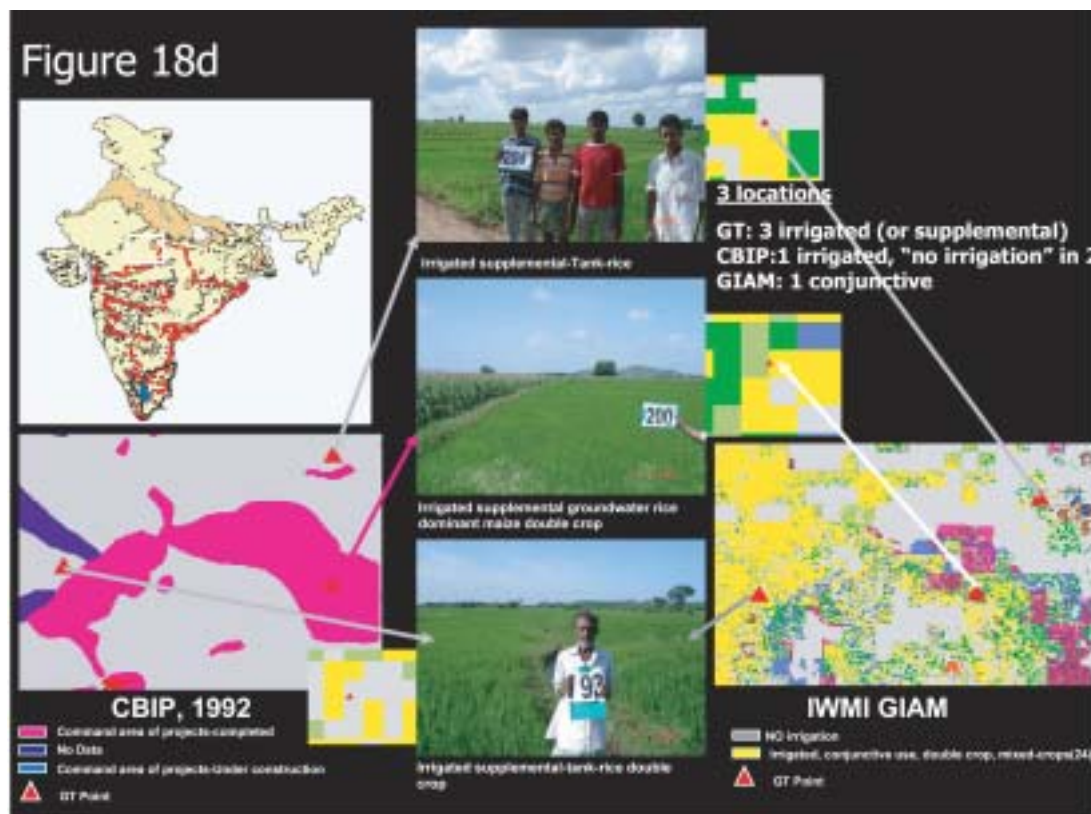 Figure 18d
Irrigated supplemental-Tank-rice
3 locations
GT: 3 irrigated (or supplemental)
CBIP:1 irrigated, “no irrigation” in 2
GIAM: 1 conjunctive
200
Irrigated supplemental groundwater rice
dominant maize double crop
93
Irrigated supplemental-tank-rice double
crop
CBIP, 1992
Command area of projects-completed
No Data
Command area of projects-Under construction
GT Point
IWMI GIAM
NO irrigation
Irrigated, conjunctive use, double crop, mixed-crops(24)
GT Point